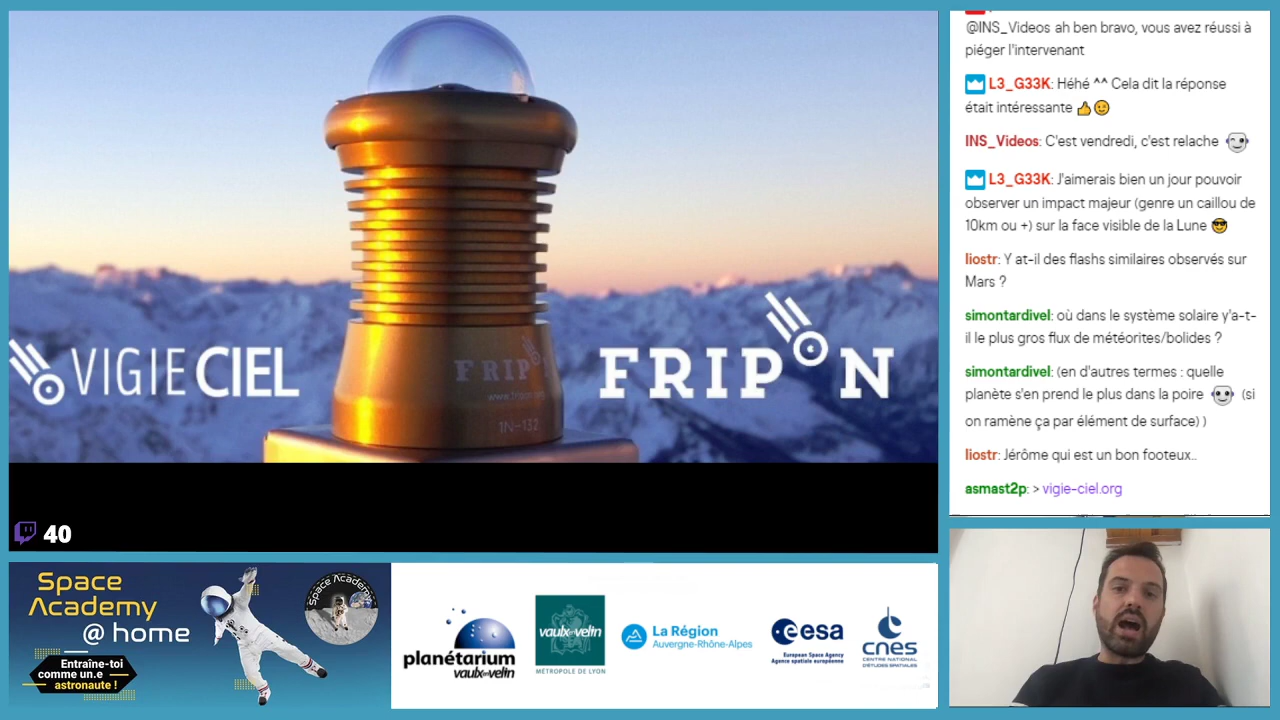 VIGIE CIEL
FRIPON
FRIPON
www.fripon.org
1N-132
40
@INS_Videos ah ben bravo, vous avez réussi à
piéger l'intervenant
L3_G33K: Héhé ^^ Cela dit la réponse
était intéressante 👍😉
INS_Videos: C'est vendredi, c'est relache
L3_G33K: J'aimerais bien un jour pouvoir
observer un impact majeur (genre un caillou de
10km ou +) sur la face visible de la Lune 😎
liostr: Y at-il des flashs similaires observés sur
Mars ?
simontardivel: où dans le système solaire y'a-t-
il le plus gros flux de météorites/bolides ?
simontardivel: (en d'autres termes : quelle
planète s'en prend le plus dans la poire (si
on ramène ça par élément de surface) )
liostr: Jérôme qui est un bon footeux..
asmast2p: > vigie-ciel.org
Space
Academy
@ home
Entraîne-toi
comme un.e
astronaute !
Space Academy
planétarium
vaulx en velin
vaulx en velin
MÉTROPOLE DE LYON
La Région
Auvergne-Rhône-Alpes
esa
European Space Agency
Agence spatiale européenne
cnes
CENTRE NATIONAL
D'ÉTUDES SPATIALES